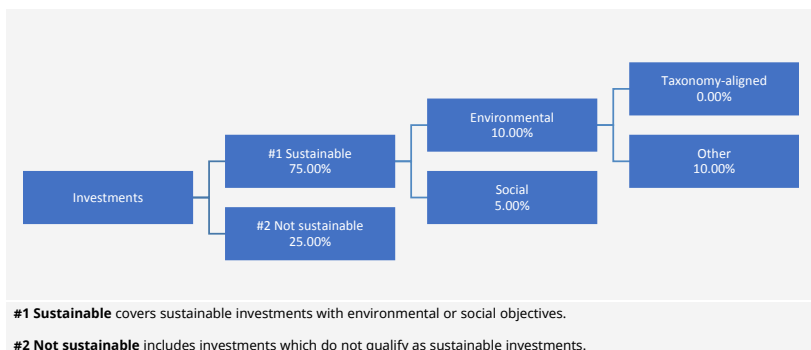 Taxonomy-aligned
0.00%
Environmental
10.00%
#1 Sustainable
75.00%
Other
10.00%
Investments
Social
5.00%
#2 Not sustainable
25.00%
#1 Sustainable covers sustainable investments with environmental or social objectives.
#2 Not sustainable includes investments which do not qualify as sustainable investments.